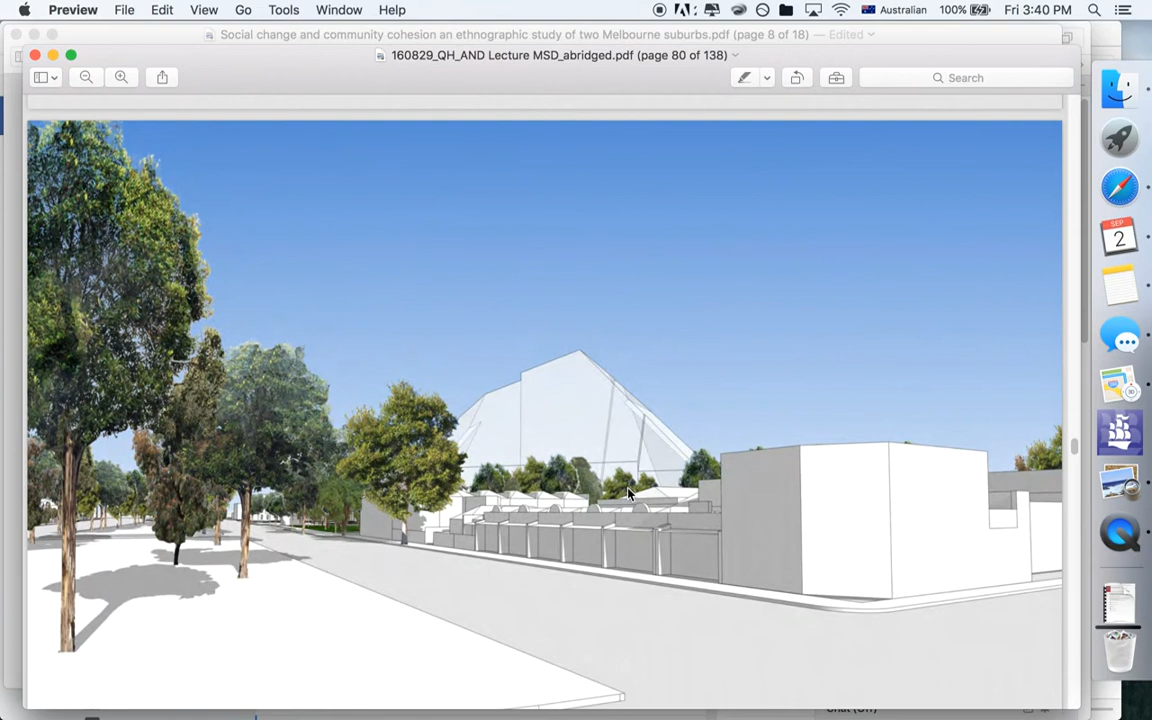 Preview File Edit View Go Tools Window Help Australian 100% Fri 3:40 PM
Social change and community cohesion an ethnographic study of two Melbourne suburbs.pdf (page 8 of 18) — Edited
160829_QH_AND Lecture MSD_abridged.pdf (page 80 of 138)
Search
SEP
2
3D